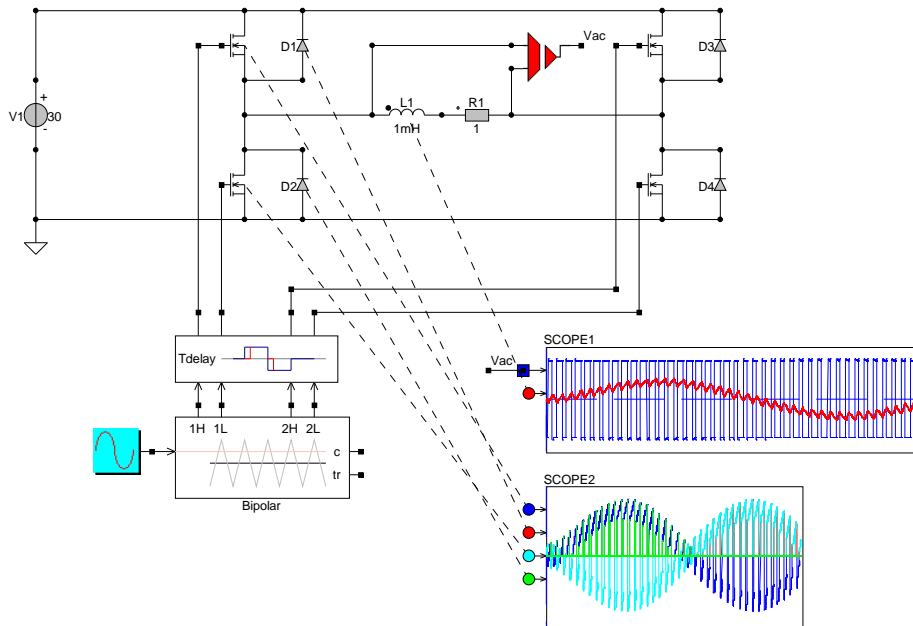 D1
Vac
D3
V1
+
30
-
L1
1mH
R1
1
D2
D4
Tdelay
SCOPE1
Vac
1H 1L 2H 2L
c
tr
Bipolar
SCOPE2